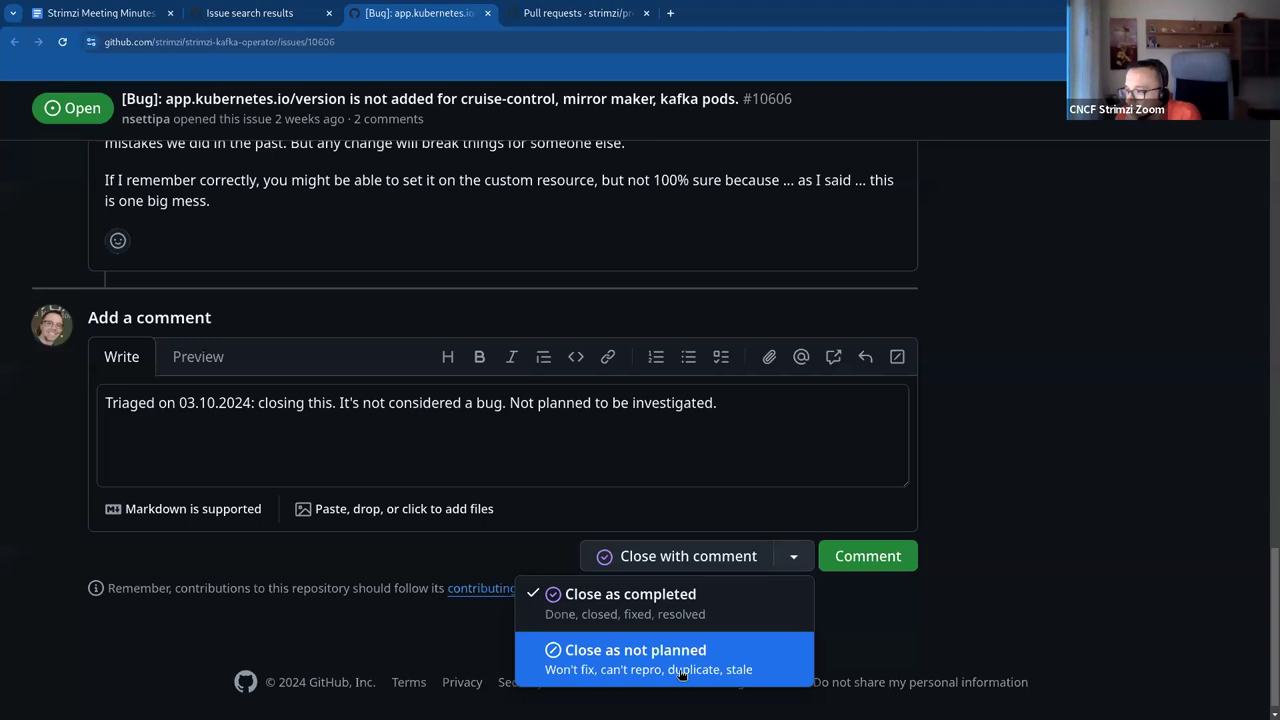 Strimzi Meeting Minutes
Issue search results
[Bug]: app.kubernetes.io
Pull requests · strimzi/pr
github.com/strimzi/strimzi-kafka-operator/issues/10606
CNCF Strimzi Zoom
Open
[Bug]: app.kubernetes.io/version is not added for cruise-control, mirror maker, kafka pods. #10606
nsettipa opened this issue 2 weeks ago · 2 comments
mistakes we did in the past. But any change will break things for someone else.
If I remember correctly, you might be able to set it on the custom resource, but not 100% sure because ... as I said ... this
is one big mess.
Add a comment
Write
Preview
Triaged on 03.10.2024: closing this. It's not considered a bug. Not planned to be investigated.
Markdown is supported
Paste, drop, or click to add files
Close with comment
Comment
Remember, contributions to this repository should follow its contributing
Close as completed
Done, closed, fixed, resolved
Close as not planned
Won't fix, can't repro, duplicate, stale
© 2024 GitHub, Inc. Terms Privacy Do not share my personal information